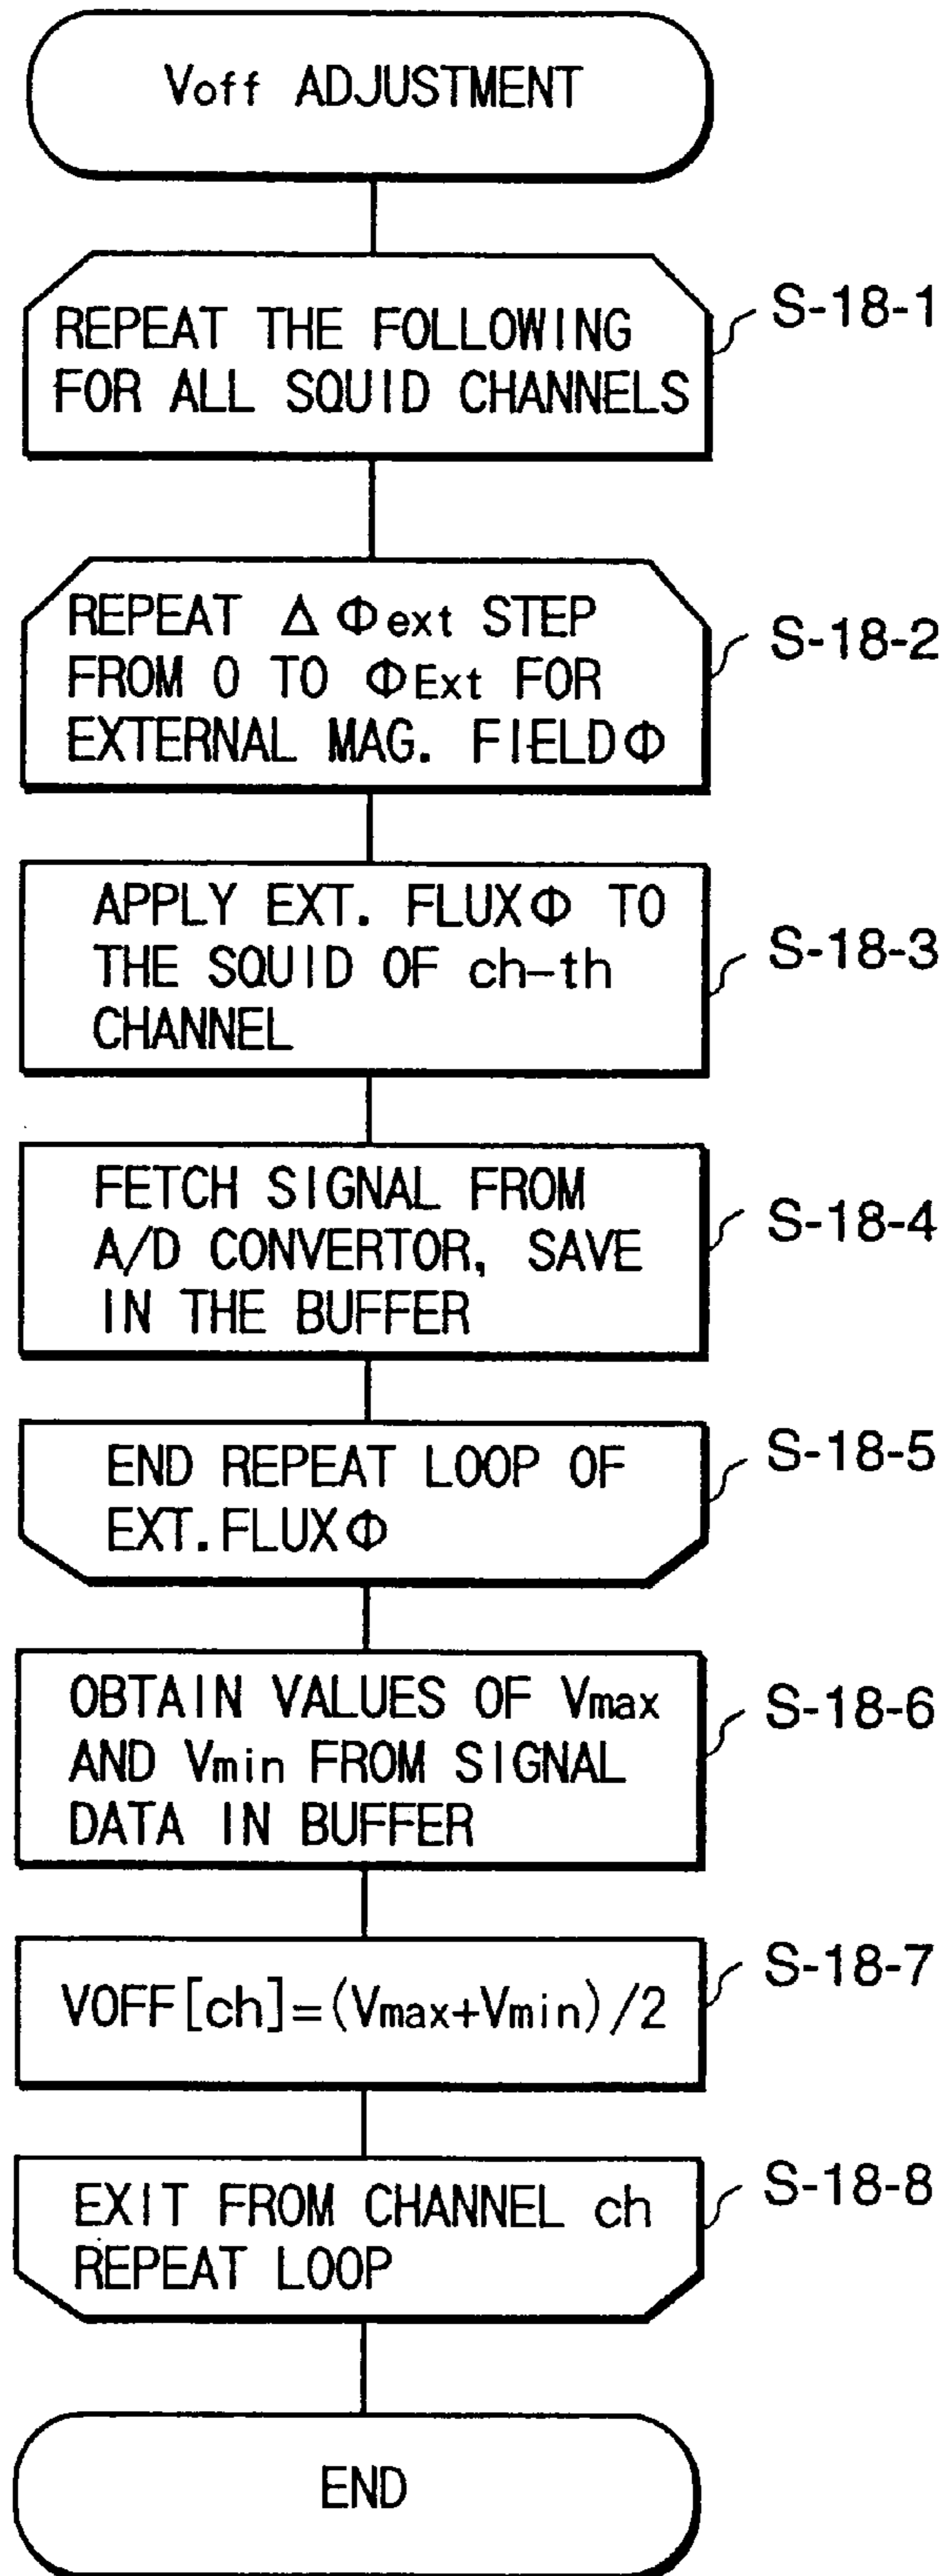 Voff ADJUSTMENT
REPEAT THE FOLLOWING
FOR ALL SQUID CHANNELS
S-18-1
REPEAT Δ Φext STEP
FROM 0 TO ΦExt FOR
EXTERNAL MAG. FIELDΦ
S-18-2
APPLY EXT. FLUXΦ TO
THE SQUID OF ch-th
CHANNEL
S-18-3
FETCH SIGNAL FROM
A/D CONVERTOR, SAVE
IN THE BUFFER
S-18-4
END REPEAT LOOP OF
EXT.FLUXΦ
S-18-5
OBTAIN VALUES OF Vmax
AND Vmin FROM SIGNAL
DATA IN BUFFER
S-18-6
VOFF[ch]=(Vmax+Vmin)/2
S-18-7
EXIT FROM CHANNEL ch
REPEAT LOOP
S-18-8
END